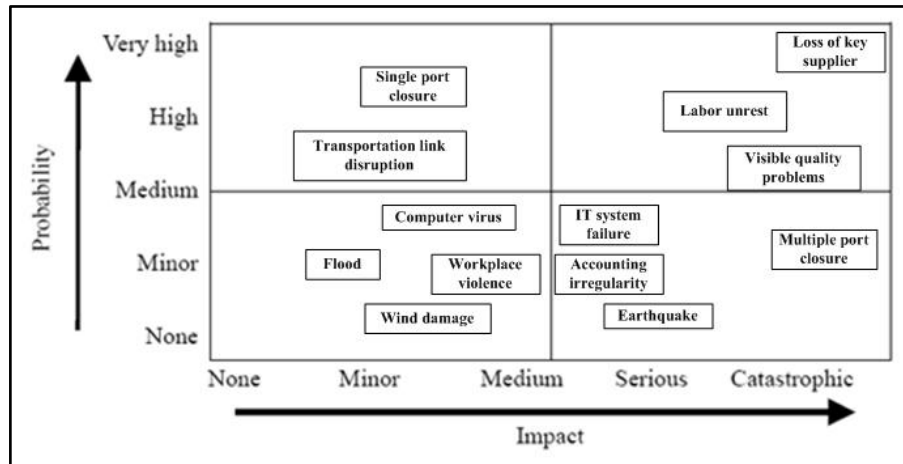 Very high
Loss of key
supplier
Single port
closure
High
Labor unrest
Transportation link
disruption
Visible quality
problems
Medium
Probability
Computer virus
IT system
failure
Multiple port
closure
Minor
Flood
Workplace
violence
Accounting
irregularity
Wind damage
Earthquake
None
None
Minor
Medium
Serious
Catastrophic
Impact